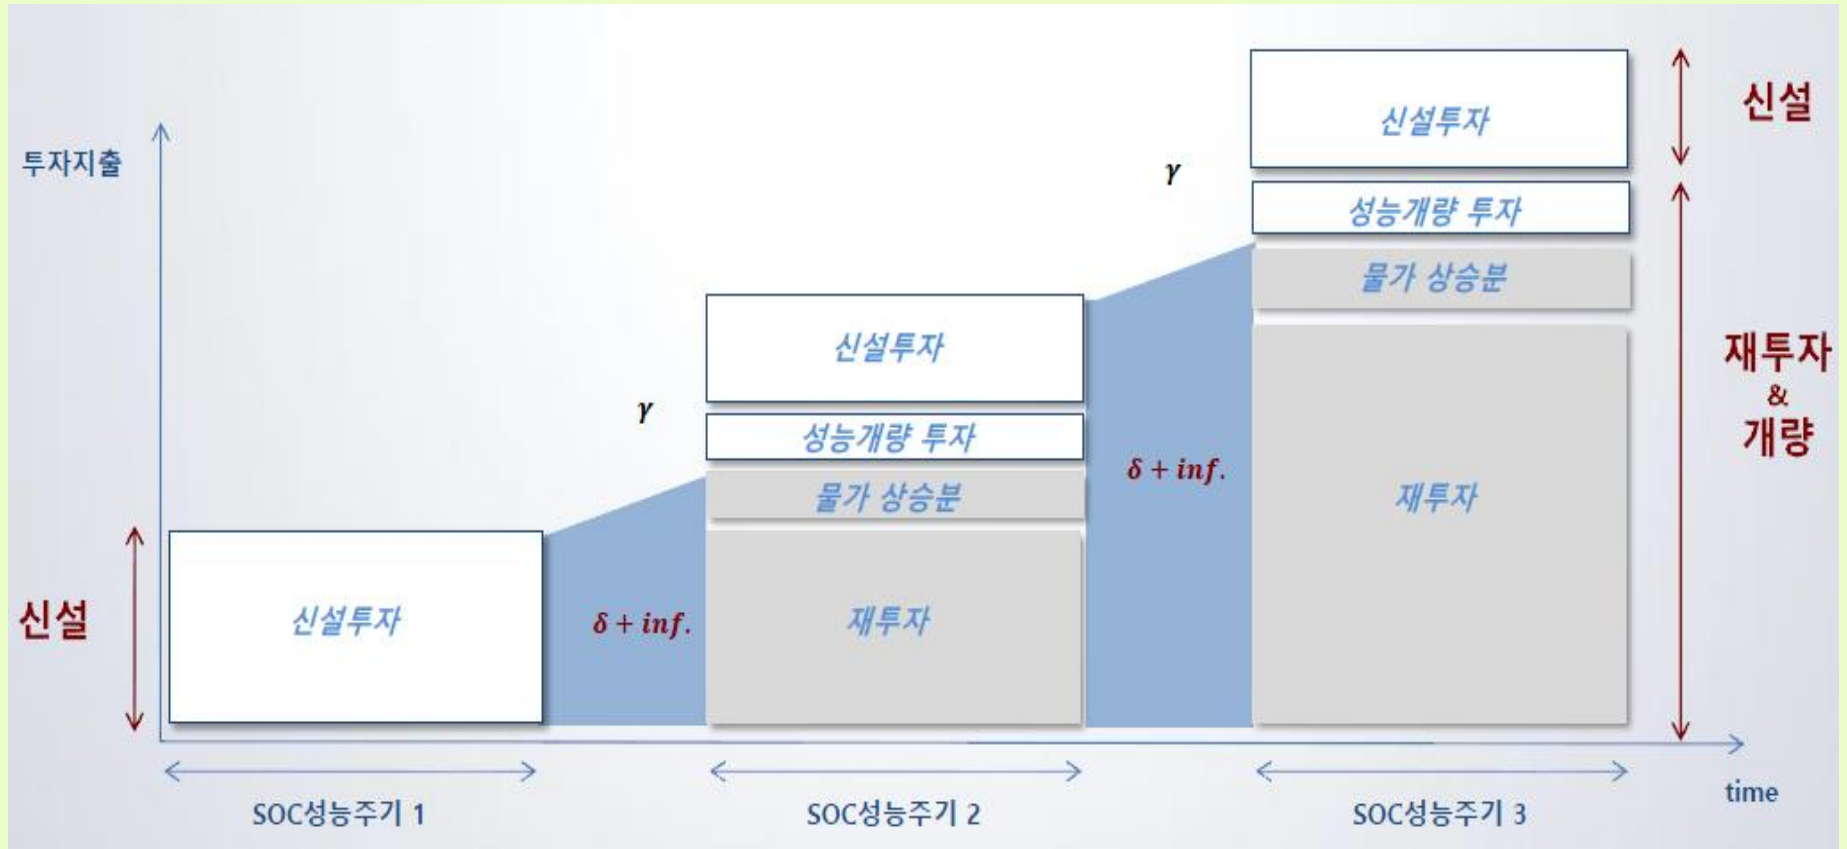 투자지출
신설
신설투자
δ + inf.
γ
신설투자
성능개량 투자
물가 상승분
재투자
δ + inf.
γ
신설투자
성능개량 투자
물가 상승분
재투자
신설
재투자
&
개량
SOC성능주기 1
SOC성능주기 2
SOC성능주기 3
time